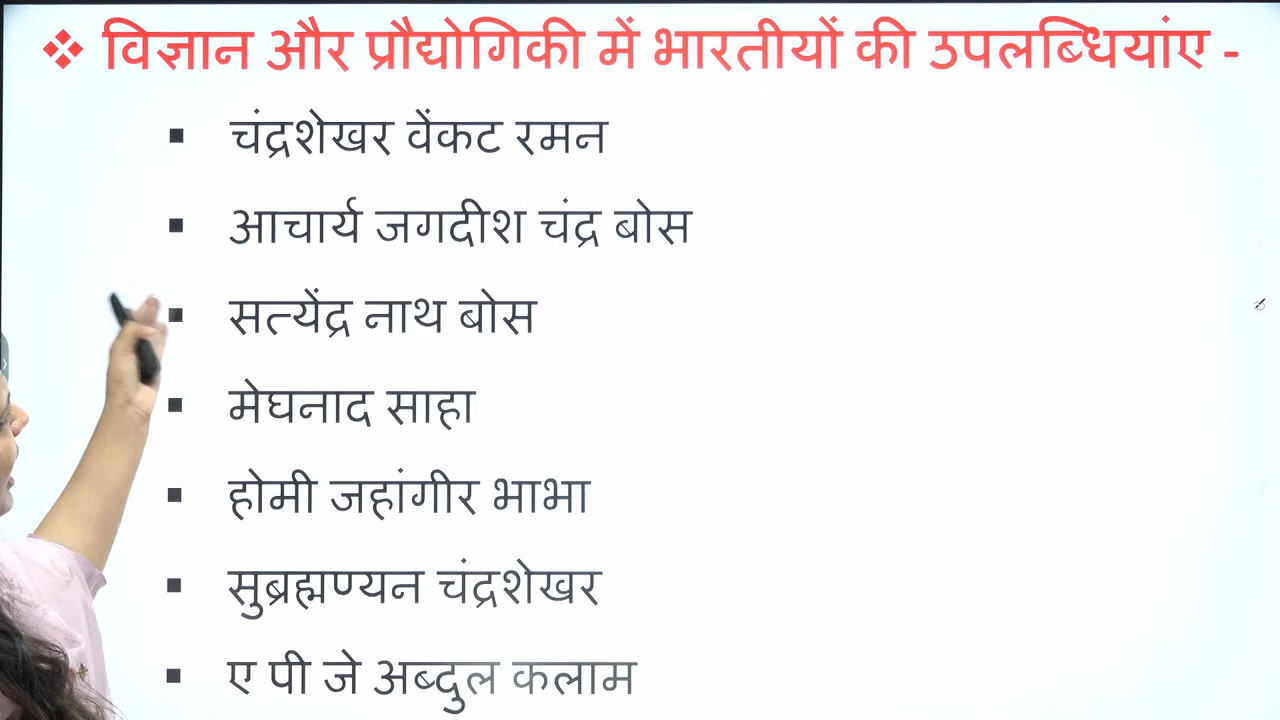 ❖ विज्ञान और प्रौद्योगिकी में भारतीयों की उपलब्धियांए -
▪ चंद्रशेखर वेंकट रमन
▪ आचार्य जगदीश चंद्र बोस
▪ सत्येंद्र नाथ बोस
▪ मेघनाद साहा
▪ होमी जहांगीर भाभा
▪ सुब्रह्मण्यन चंद्रशेखर
▪ ए पी जे अब्दुल कलाम